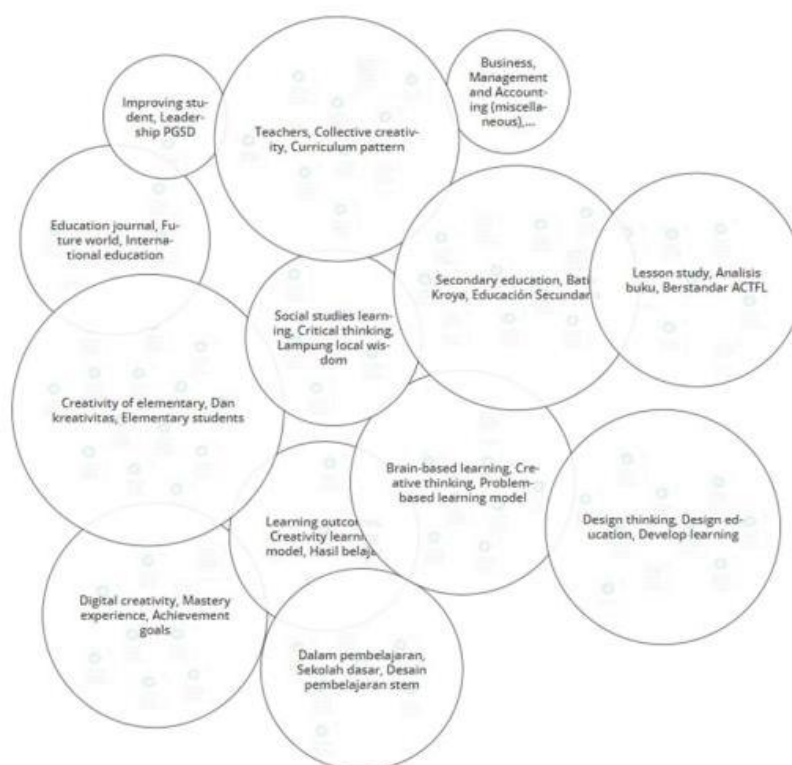 Business,
Management
and Account-
ing (miscella-
neous),...
Improving stu-
dent, Leader-
ship PGSD
Teachers, Collective creativ-
ity, Curriculum pattern
Education journal, Fu-
ture world, Interna-
tional education
Secondary education, Bati
Kroya, Educación Secundar
Lesson study, Analisis
buku, Berstandar ACTFL
Social studies learn-
ing, Critical thinking,
Lampung local wis-
dom
Creativity of elementary, Dan
kreativitas, Elementary students
Brain-based learning, Cre-
ative thinking, Problem-
based learning model
Learning outco
Creativity learni
model, Hasil belaja
Design thinking, Design ed-
ucation, Develop learning
Digital creativity, Mastery
experience, Achievement
goals
Dalam pembelajaran,
Sekolah dasar, Desain
pembelajaran stem